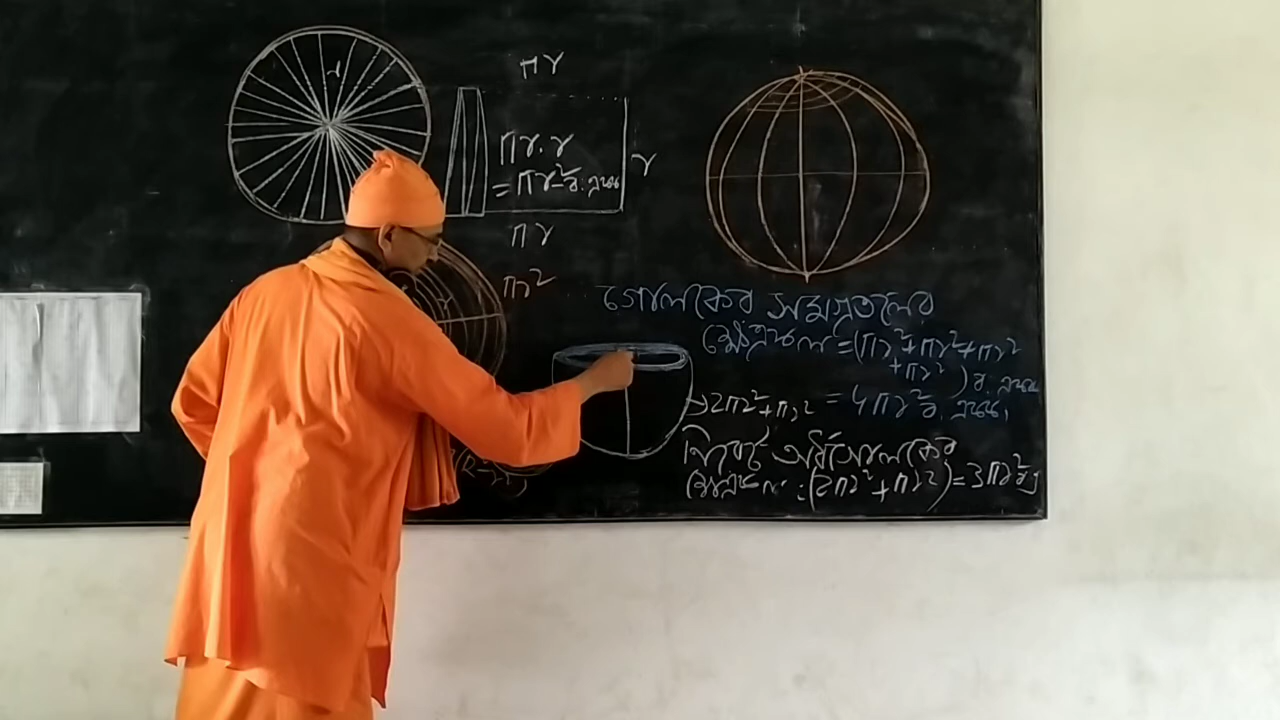 r
πr
πr.r
= πr² ব. একক
r
πr
πr²
r
গোলকের সমগ্রতলের
ক্ষেত্রফল = (πr²+πr²+πr²
+πr²) ব. একক
= 4πr² ব. একক,
→2πr²+πr²
নিরেট অর্ধগোলকের
ক্ষেত্রফল : (2πr²+πr²)=3πr² ব